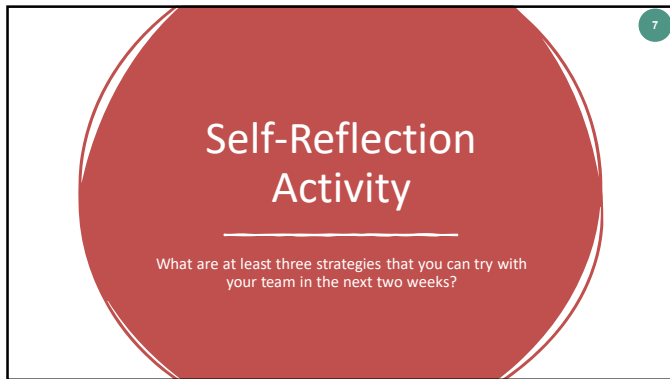 7
Self-Reflection
Activity
What are at least three strategies that you can try with
your team in the next two weeks?